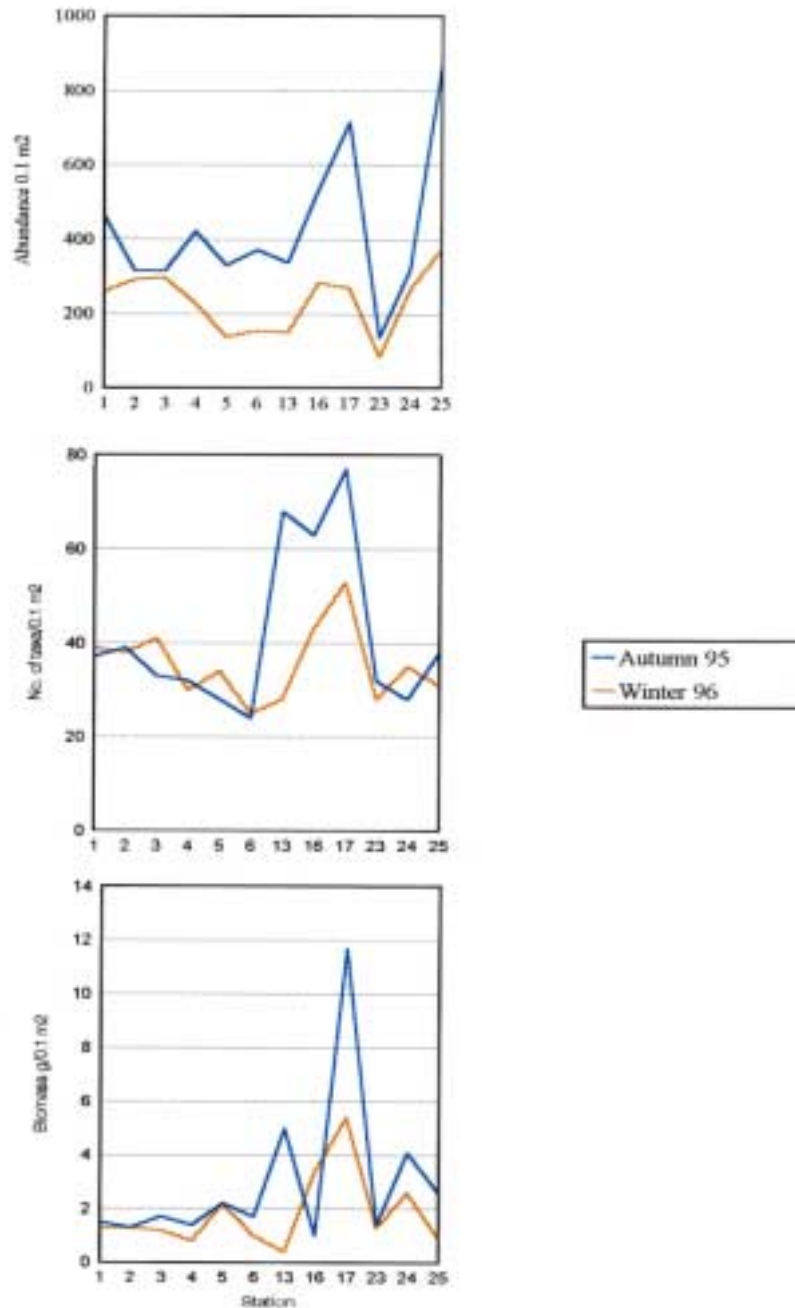 1000
800
600
400
200
0
Abundance 0.1 m2
1 2 3 4 5 6 13 16 17 23 24 25
80
60
40
20
0
No. of taxa/0.1 m2
1 2 3 4 5 6 13 16 17 23 24 25
Autumn 95
Winter 96
14
12
10
8
6
4
2
0
Biomass g/0.1 m2
1 2 3 4 5 6 13 16 17 23 24 25
Station